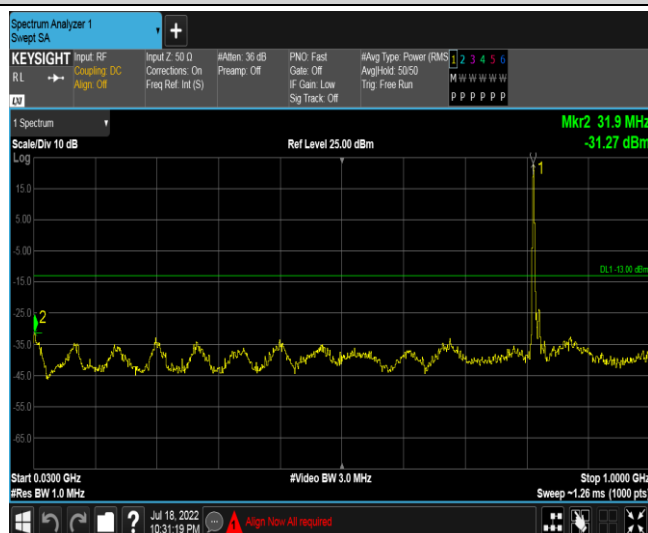 Spectrum Analyzer 1
Swept SA
+
KEYSIGHT
RL
LXI
Input: RF
Coupling: DC
Align: Off
Input Z: 50 Ω
Corrections: On
Freq Ref: Int (S)
#Atten: 36 dB
Preamp: Off
PNO: Fast
Gate: Off
IF Gain: Low
Sig Track: Off
#Avg Type: Power (RMS
Avg|Hold: 50/50
Trig: Free Run
1 2 3 4 5 6
M W W W W W
P P P P P P
1 Spectrum
Mkr2 31.9 MHz
-31.27 dBm
Scale/Div 10 dB
Ref Level 25.00 dBm
Log
1
15.0
5.00
-5.00
DL1 -13.00 dBm
-15.0
-25.0
2
-35.0
-45.0
-55.0
-65.0
Start 0.0300 GHz
#Video BW 3.0 MHz
Stop 1.0000 GHz
#Res BW 1.0 MHz
Sweep ~1.26 ms (1000 pts)
?
Jul 18, 2022
10:31:19 PM
Align Now All required